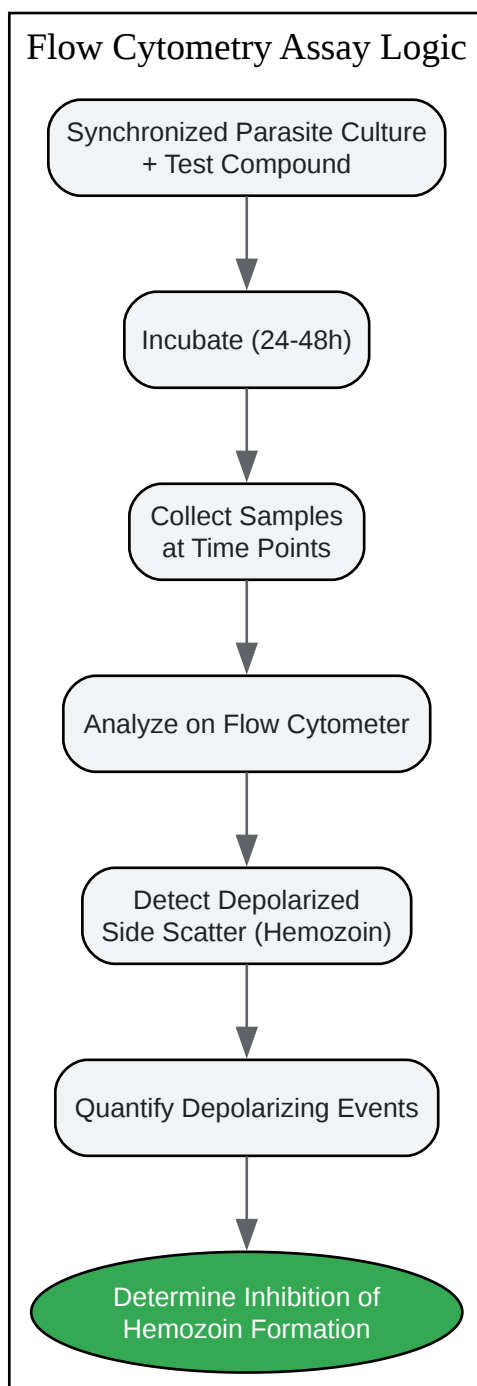 Flow Cytometry Assay Logic
Synchronized Parasite Culture
+ Test Compound
Incubate (24-48h)
Collect Samples
at Time Points
Analyze on Flow Cytometer
Detect Depolarized
Side Scatter (Hemozoin)
Quantify Depolarizing Events
Determine Inhibition of
Hemozoin Formation